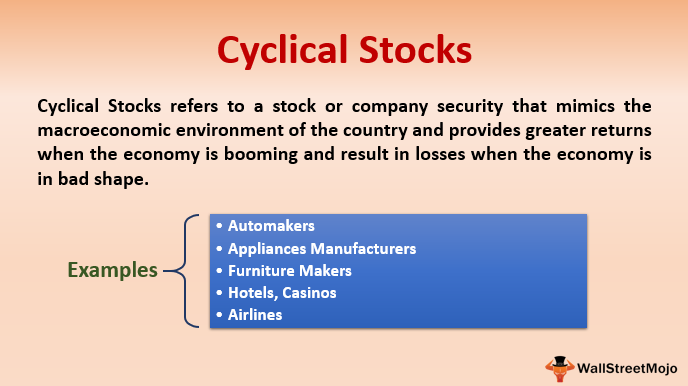 Cyclical Stocks
Cyclical Stocks refers to a stock or company security that mimics the
macroeconomic environment of the country and provides greater returns
when the economy is booming and result in losses when the economy is
in bad shape.
Examples
• Automakers
• Appliances Manufacturers
• Furniture Makers
• Hotels, Casinos
• Airlines
WallStreetMojo